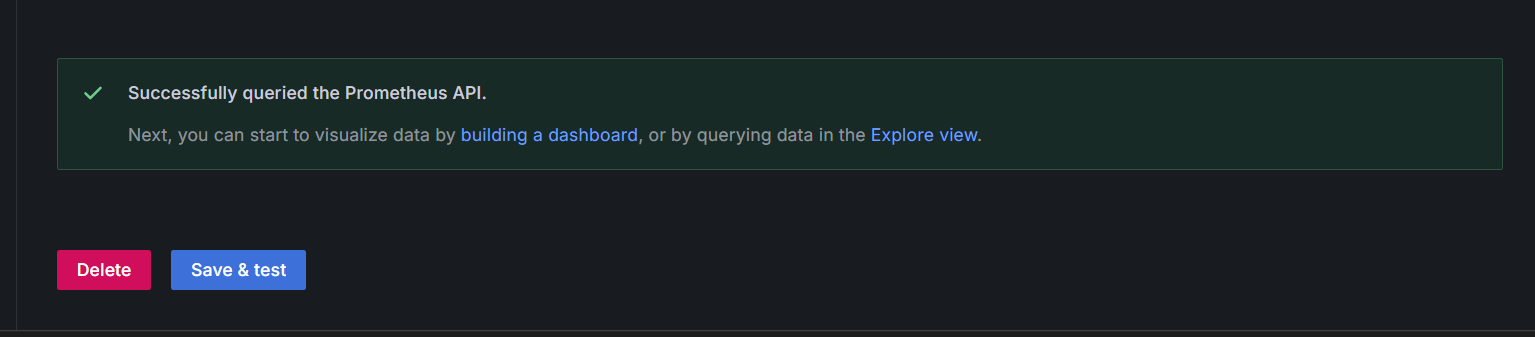 Successfully queried the Prometheus API.
Next, you can start to visualize data by building a dashboard, or by querying data in the Explore view.
Delete
Save & test